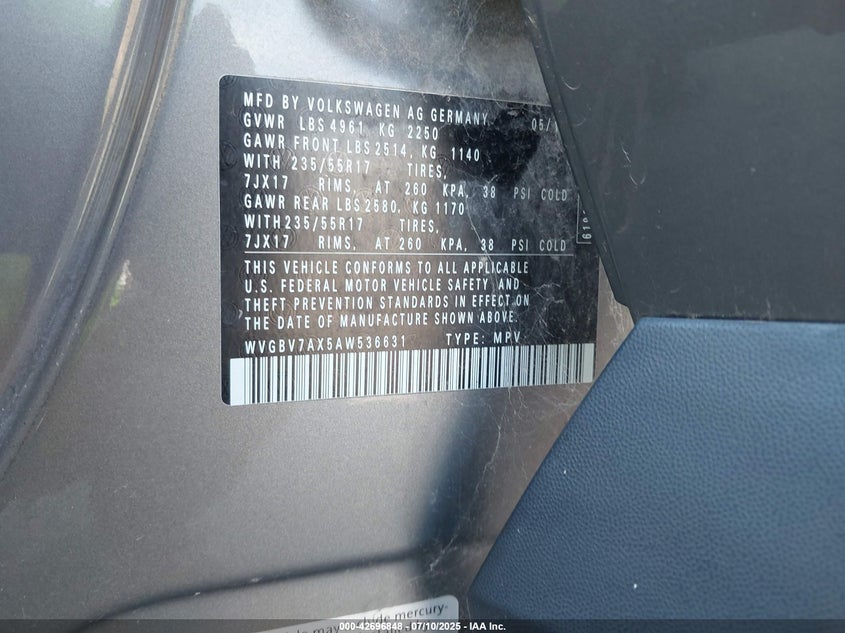 MFD BY VOLKSWAGEN AG GERMANY, 05/1
GVWR LBS 4961 KG 2250
GAWR FRONT LBS 2514, KG 1140
WITH 235/55R17 TIRES,
7JX17 RIMS, AT 260 KPA, 38 PSI COLD
GAWR REAR LBS 2580, KG 1170
WITH 235/55R17 TIRES,
7JX17 RIMS, AT 260 KPA, 38 PSI COLD
THIS VEHICLE CONFORMS TO ALL APPLICABLE
U.S. FEDERAL MOTOR VEHICLE SAFETY AND
THEFT PREVENTION STANDARDS IN EFFECT ON
THE DATE OF MANUFACTURE SHOWN ABOVE.
WVGBV7AX5AW536631 TYPE: MPV
mercury-
000-42696848 - 07/10/2025 - IAA Inc.